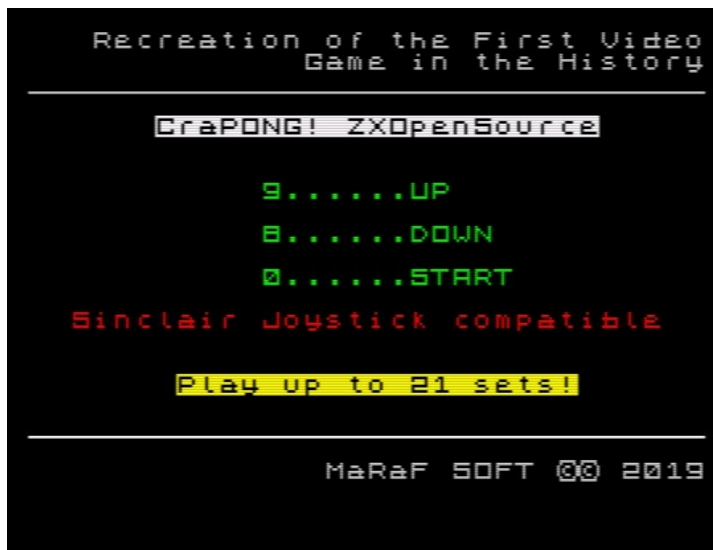 Recreation of the First Video
Game in the History
CraPONG! ZXOpenSource
9......UP
8......DOWN
0......START
Sinclair Joystick compatible
Play up to 21 sets!
MaRaF SOFT ©© 2019